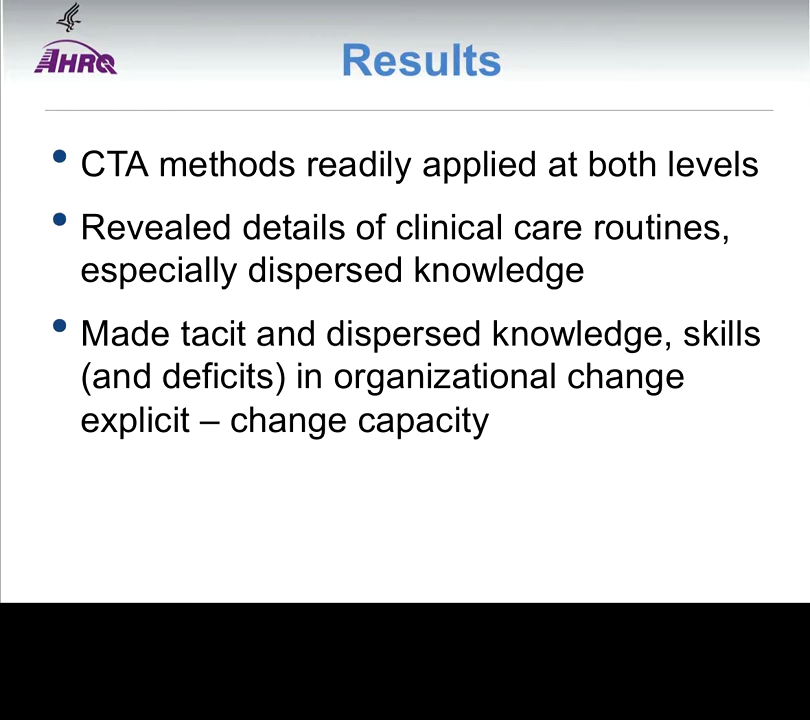 AHRQ
Results
• CTA methods readily applied at both levels
• Revealed details of clinical care routines,
especially dispersed knowledge
• Made tacit and dispersed knowledge, skills
(and deficits) in organizational change
explicit – change capacity